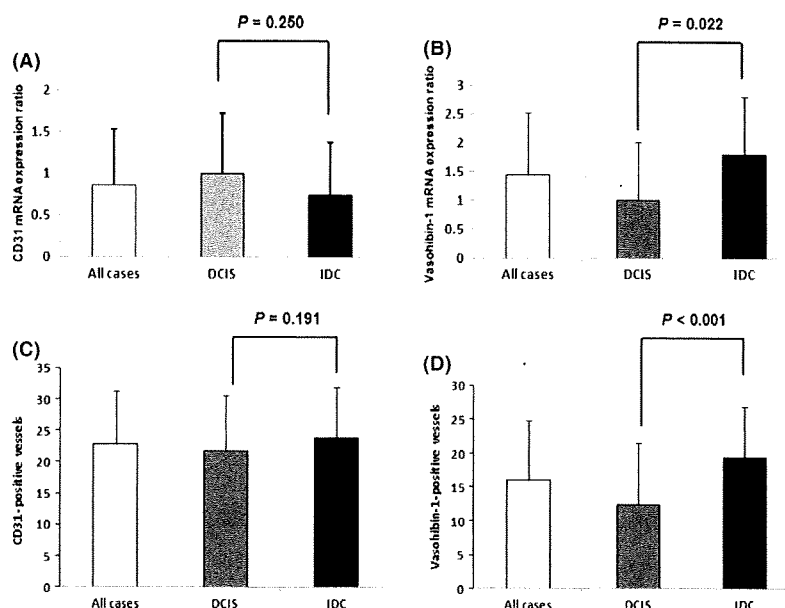 P = 0.250
(A)
CD31 mRNA expression ratio
2
1.5
1
0.5
0
All cases DCIS IDC
P = 0.022
(B)
Vasohibin-1 mRNA expression ratio
3
2.5
2
1.5
1
0.5
0
All cases DCIS IDC
P = 0.191
(C)
CD31-positive vessels
35
30
25
20
15
10
5
0
All cases DCIS IDC
P < 0.001
(D)
Vasohibin-1-positive vessels
30
25
20
15
10
5
0
All cases DCIS IDC